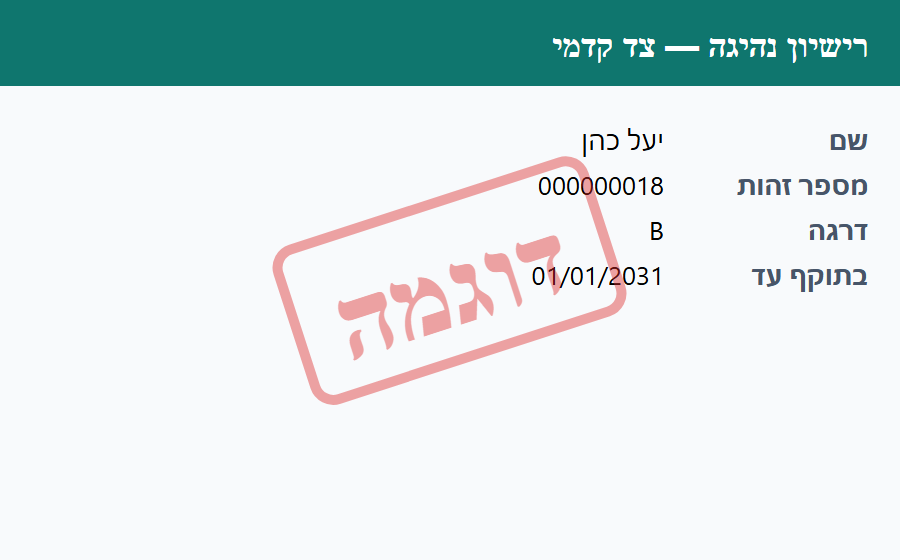 רישיון נהיגה — צד קדמי
שם יעל כהן
מספר זהות 000000018
דרגה B
בתוקף עד 01/01/2031
דוגמה